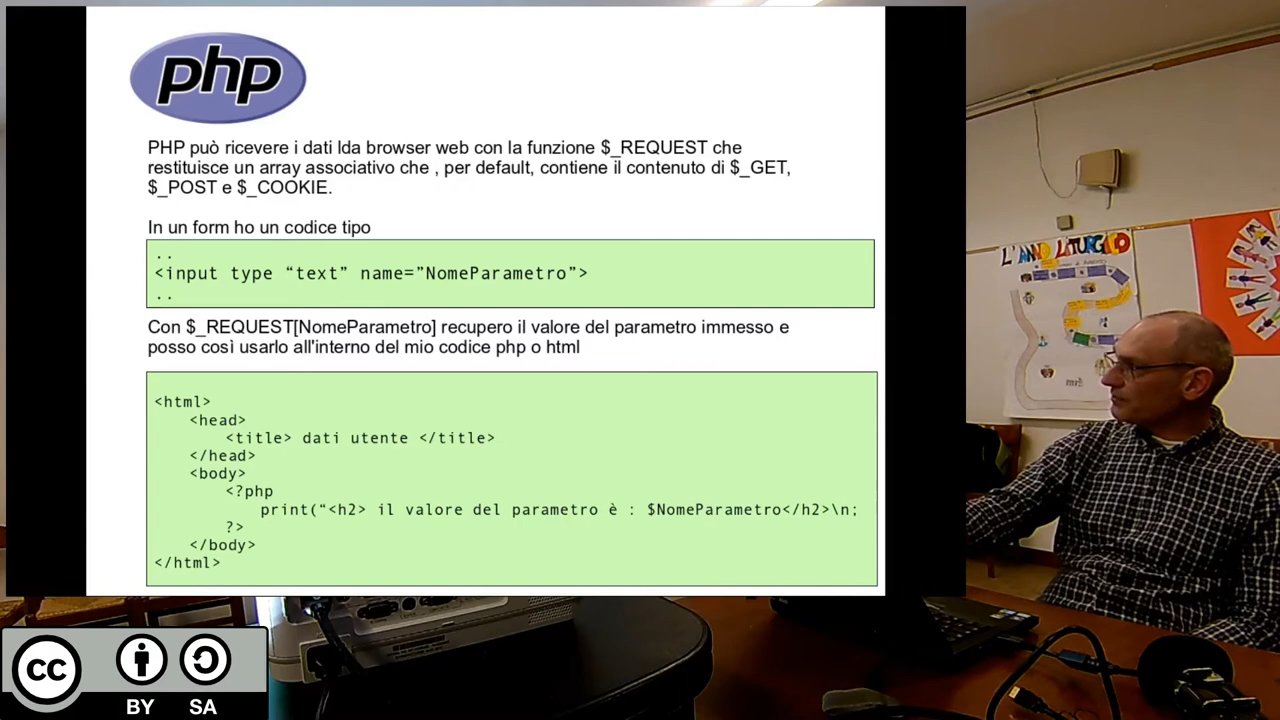 php
PHP può ricevere i dati lda browser web con la funzione $_REQUEST che
restituisce un array associativo che , per default, contiene il contenuto di $_GET,
$_POST e $_COOKIE.
In un form ho un codice tipo
..
<input type “text” name=”NomeParametro”>
..
Con $_REQUEST[NomeParametro] recupero il valore del parametro immesso e
posso così usarlo all'interno del mio codice php o html
<html>
<head>
<title> dati utente </title>
</head>
<body>
<?php
print(“<h2> il valore del parametro è : $NomeParametro</h2>\n;
?>
</body>
</html>
L'ANNO LITURGICO
cc
BY SA